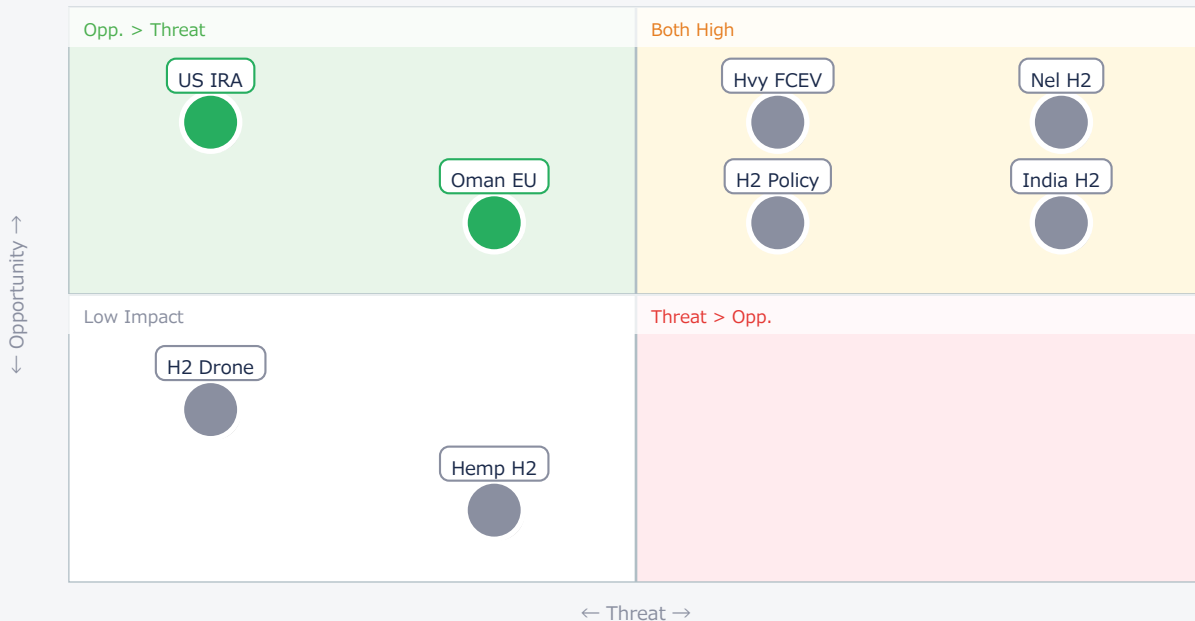 Opp. > Threat
Both High
US IRA
Hvy FCEV
Nel H2
Oman EU
H2 Policy
India H2
← Opportunity →
Low Impact
Threat > Opp.
H2 Drone
Hemp H2
← Threat →